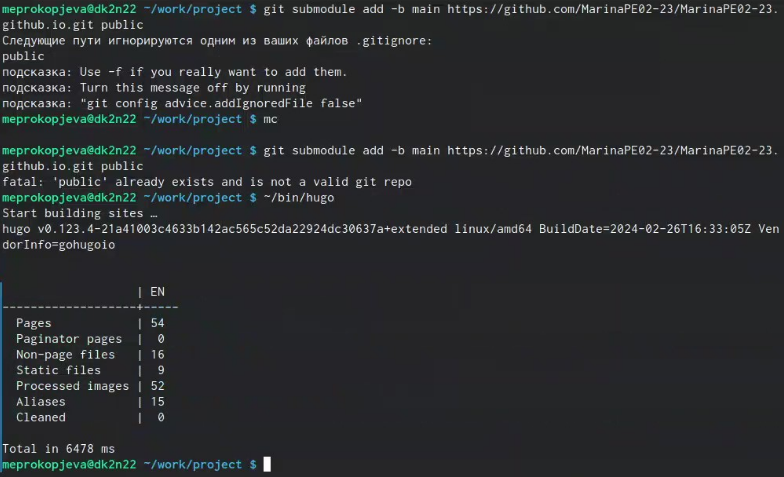 meprokopjeva@dk2n22 ~/work/project $ git submodule add -b main https://github.com/MarinaPE02-23/MarinaPE02-23.
github.io.git public
Следующие пути игнорируются одним из ваших файлов .gitignore:
public
подсказка: Use -f if you really want to add them.
подсказка: Turn this message off by running
подсказка: "git config advice.addIgnoredFile false"
meprokopjeva@dk2n22 ~/work/project $ mc
meprokopjeva@dk2n22 ~/work/project $ git submodule add -b main https://github.com/MarinaPE02-23/MarinaPE02-23.
github.io.git public
fatal: 'public' already exists and is not a valid git repo
meprokopjeva@dk2n22 ~/work/project $ ~/bin/hugo
Start building sites …
hugo v0.123.4-21a41003c4633b142ac565c52da22924dc30637a+extended linux/amd64 BuildDate=2024-02-26T16:33:05Z Ven
dorInfo=gohugoio
                   | EN
-------------------+-----
  Pages            | 54
  Paginator pages  |  0
  Non-page files   | 16
  Static files     |  9
  Processed images | 52
  Aliases          | 15
  Cleaned          |  0
Total in 6478 ms
meprokopjeva@dk2n22 ~/work/project $